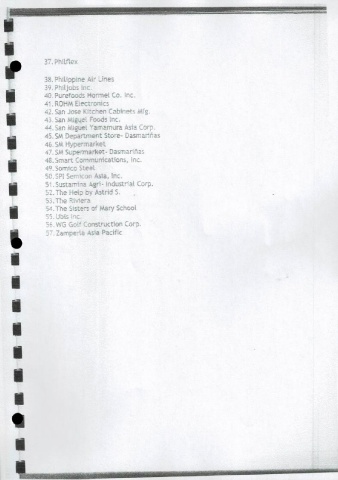 37. Philflex
38. Philippine Air Lines
39. Philjobs Inc.
40. Purefoods Hormel Co. Inc.
41. ROHM Electronics
42. San Jose Kitchen Cabinets Mfg.
43. San Miguel Foods Inc.
44. San Miguel Yamamura Asia Corp.
45. SM Department Store- Dasmariñas
46. SM Hypermarket
47. SM Supermarket- Dasmariñas
48. Smart Communications, Inc.
49. Somico Steel
50. SPI Semicon Asia, Inc.
51. Sustamina Agri- Industrial Corp.
52. The Help by Astrid S.
53. The Riviera
54. The Sisters of Mary School
55. Ubix Inc.
56. WG Golf Construction Corp.
57. Zamperla Asia Pacific